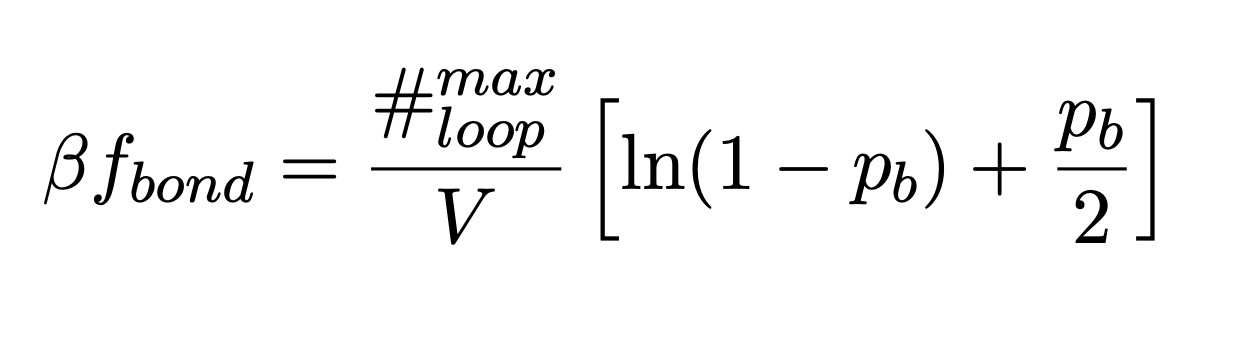 βf_{bond} = \frac{\#_{loop}^{max}}{V} \left[ \ln(1 - p_b) + \frac{p_b}{2} \right]